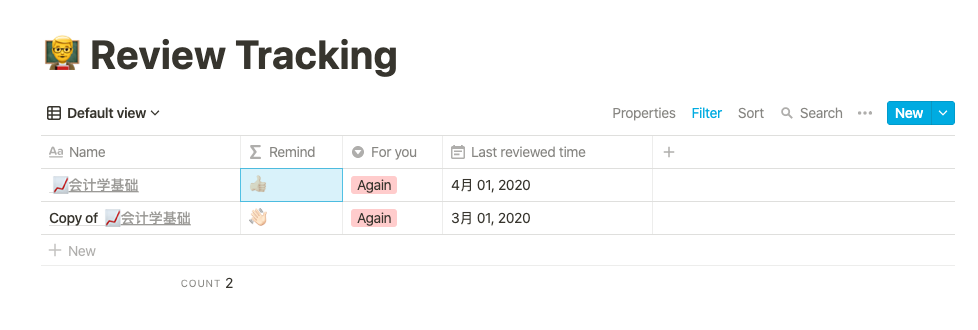 Review Tracking
Default view Properties Filter Sort Search New
Aa Name Remind For you Last reviewed time
会计学基础 Again 4月 01, 2020
Copy of 会计学基础 Again 3月 01, 2020
New
COUNT 2